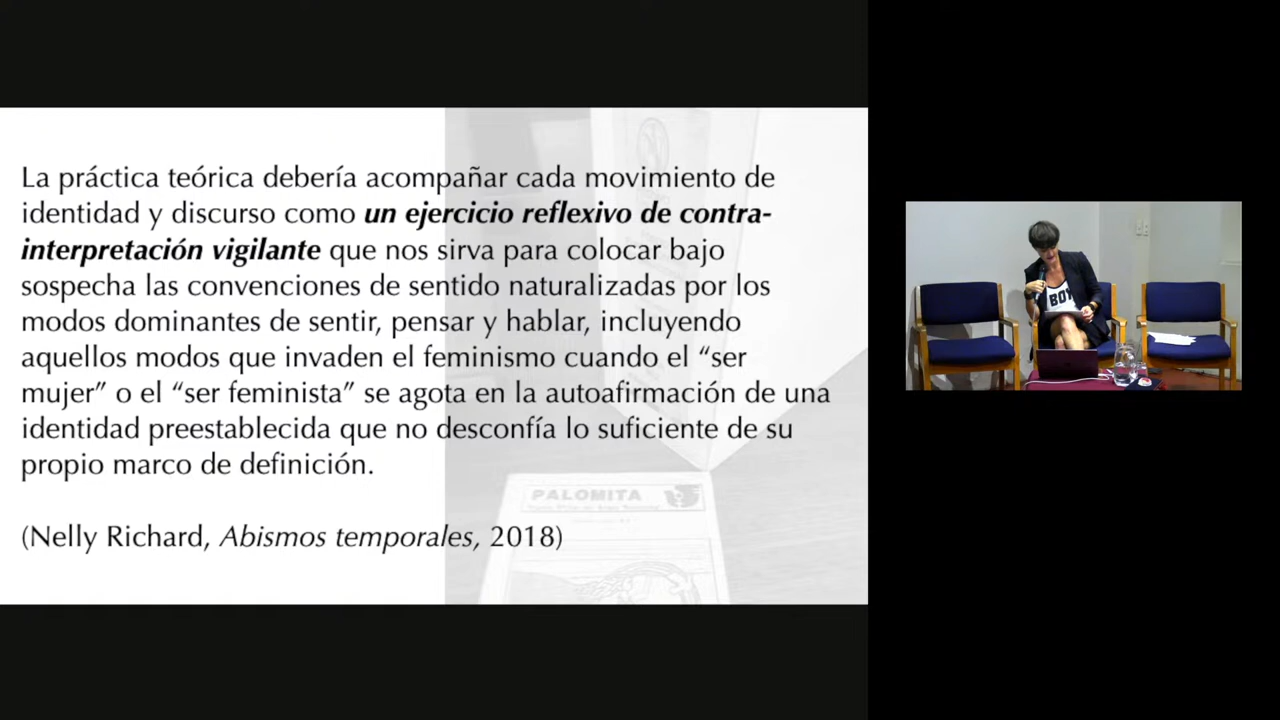 La práctica teórica debería acompañar cada movimiento de
identidad y discurso como un ejercicio reflexivo de contra-
interpretación vigilante que nos sirva para colocar bajo
sospecha las convenciones de sentido naturalizadas por los
modos dominantes de sentir, pensar y hablar, incluyendo
aquellos modos que invaden el feminismo cuando el “ser
mujer” o el “ser feminista” se agota en la autoafirmación de una
identidad preestablecida que no desconfía lo suficiente de su
propio marco de definición.
(Nelly Richard, Abismos temporales, 2018)
PALOMITA
BOY